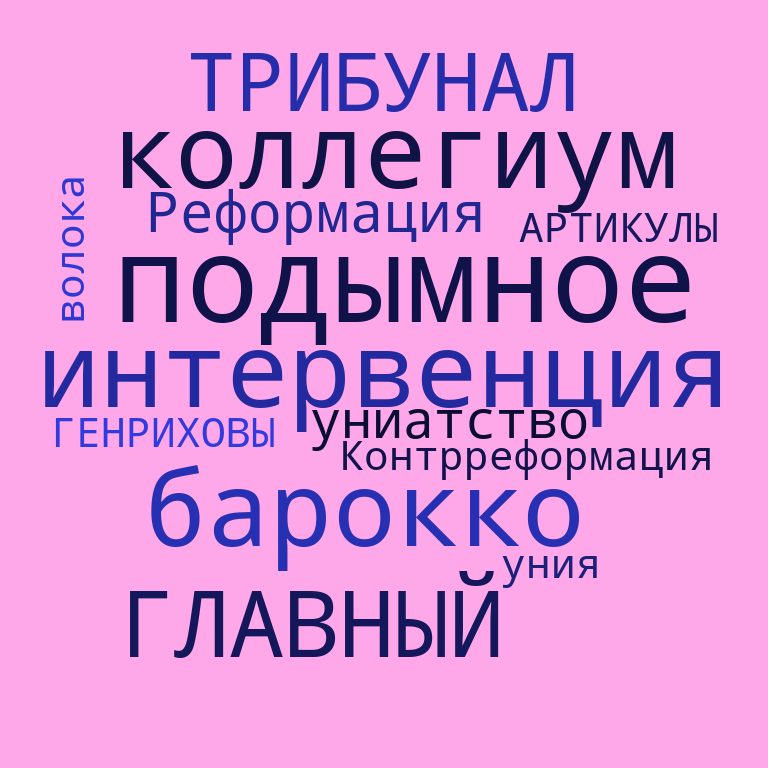 ТРИБУНАЛ
коллегиум
волока
Реформация
АРТИКУЛЫ
подымное
интервенция
ГЕНРИХОВЫ
униатство
Контрреформация
барокко
уния
ГЛАВНЫЙ